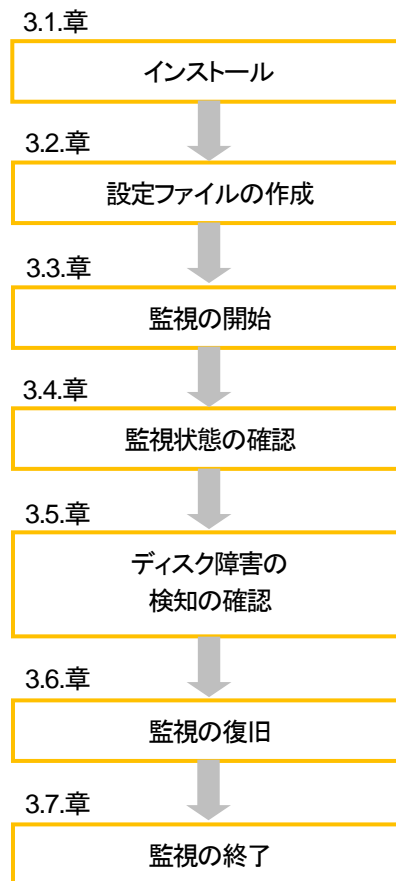 3.1.章
インストール
3.2.章
設定ファイルの作成
3.3.章
監視の開始
3.4.章
監視状態の確認
3.5.章
ディスク障害の
検知の確認
3.6.章
監視の復旧
3.7.章
監視の終了